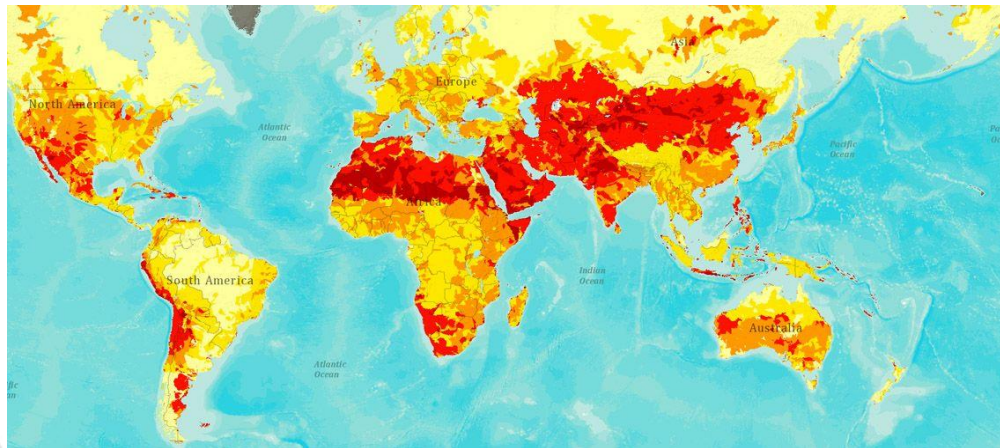 Asia
North America
Europe
Atlantic
Ocean
Pacific
Ocean
Africa
South America
Indian
Ocean
Australia
Atlantic
Ocean